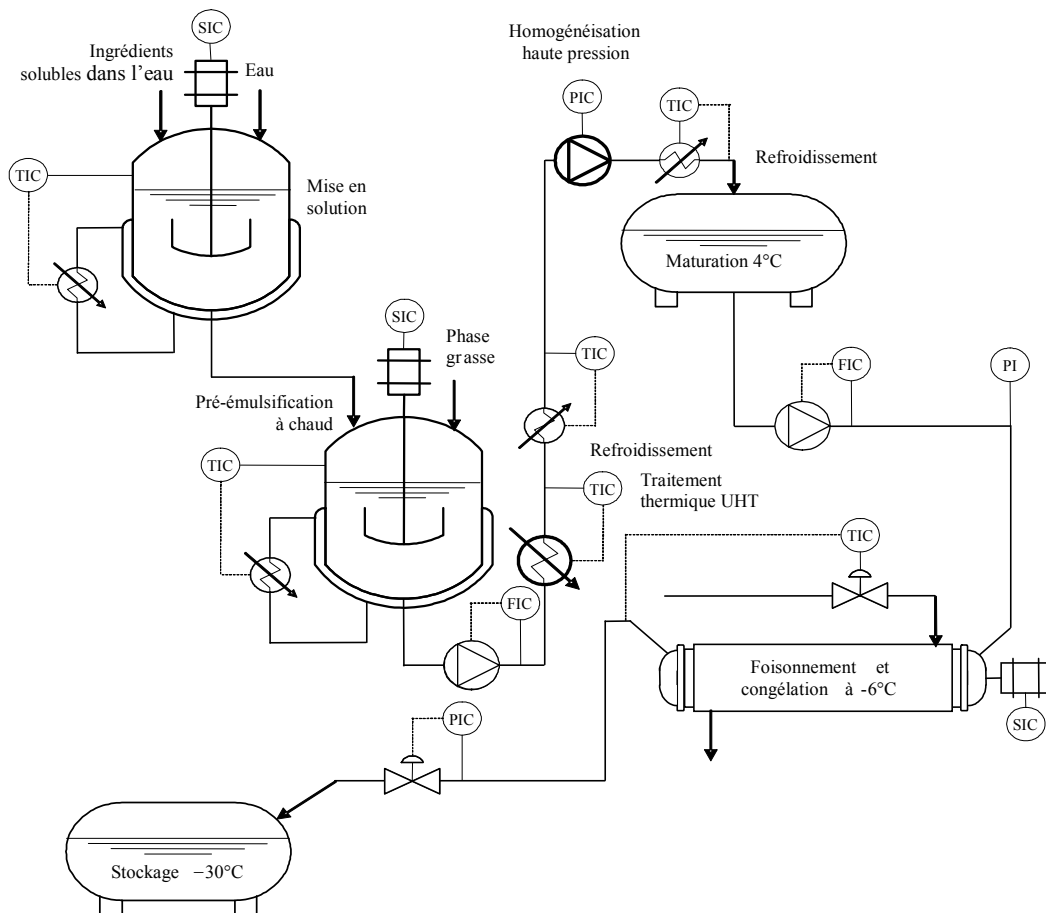 SIC
Ingrédients
solubles dans l'eau
Eau
TIC
Mise en
solution
Homogénéisation
haute pression
PIC
TIC
Refroidissement
Maturation 4°C
SIC
Phase
grasse
Pré-émulsification
à chaud
TIC
TIC
FIC
PI
Refroidissement
TIC
Traitement
thermique UHT
TIC
FIC
Foisonnement et
congélation à -6°C
SIC
PIC
Stockage −30°C